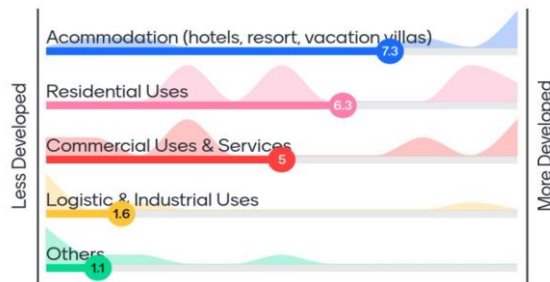 Less Developed
Acommodation (hotels, resort, vacation villas)
7.3
Residential Uses
6.3
Commercial Uses & Services
5
Logistic & Industrial Uses
1.6
Others
1.1
More Developed